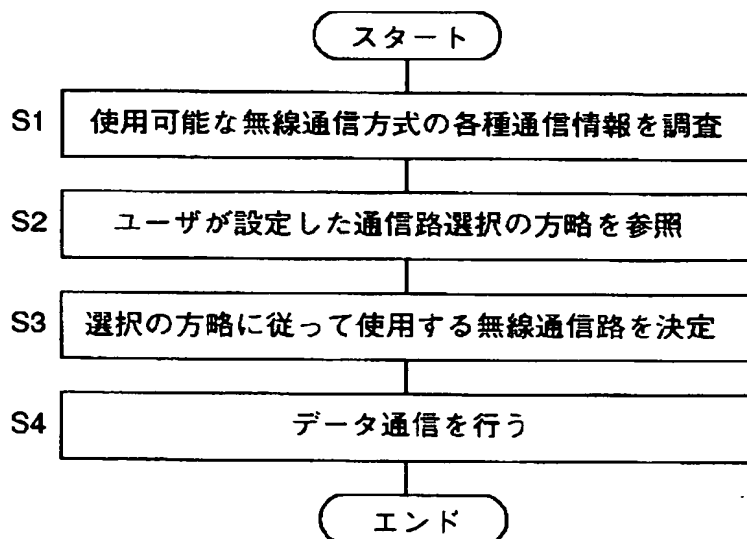 スタート
S1 使用可能な無線通信方式の各種通信情報を調査
S2 ユーザが設定した通信路選択の方略を参照
S3 選択の方略に従って使用する無線通信路を決定
S4 データ通信を行う
エンド